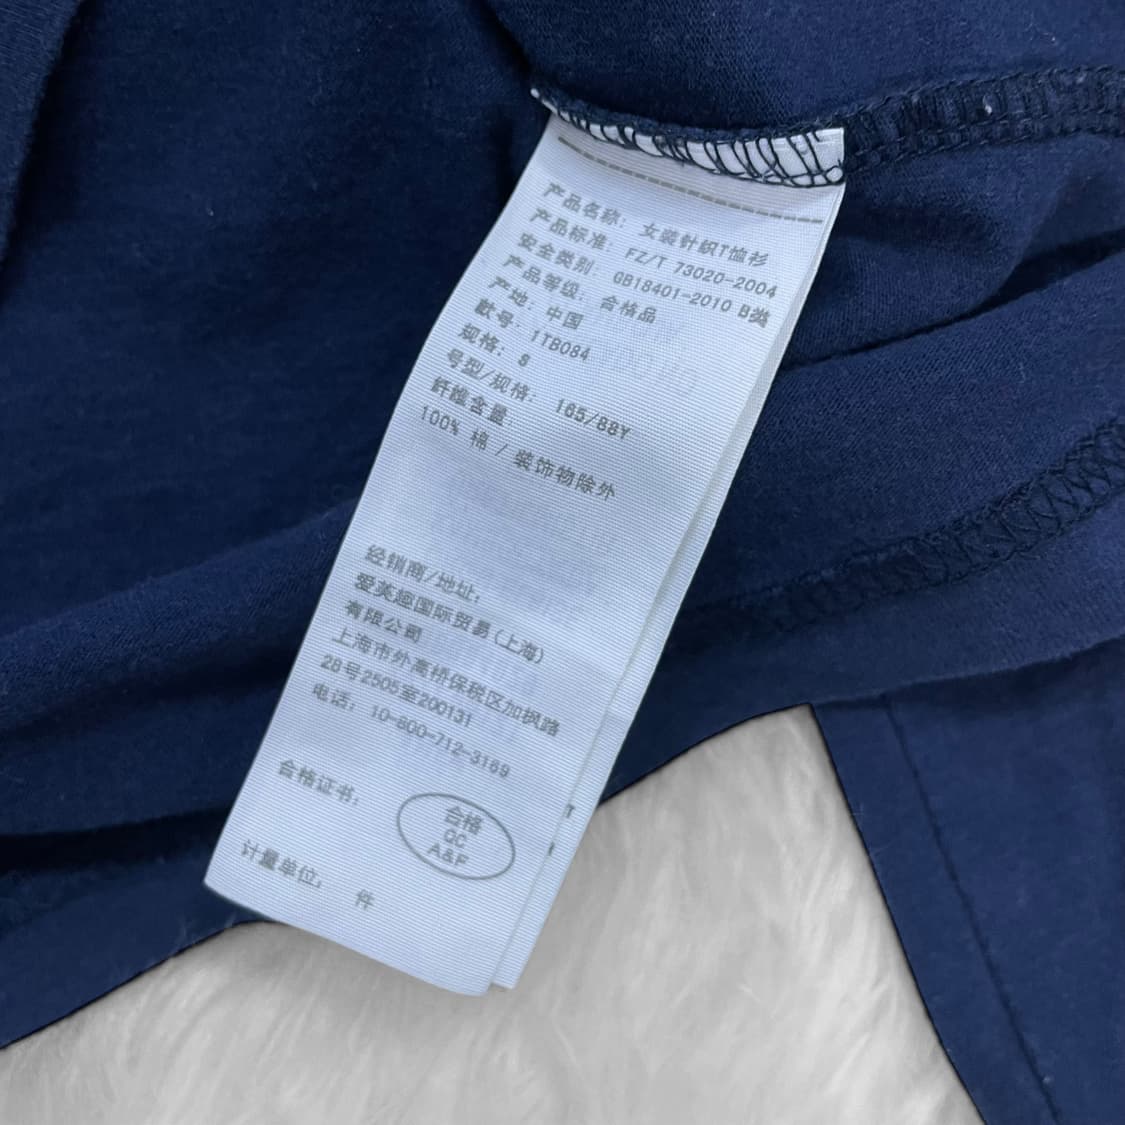 产品名称: 女装针织T恤衫
产品标准: FZ/T 73020-2004
安全类别: GB18401-2010 B类
产品等级: 合格品
产地: 中国
款号: 1TB084
规格: S
号型/规格: 165/88Y
纤维含量:
100% 棉 / 装饰物除外
经销商/地址:
爱芙趣国际贸易(上海)
有限公司
上海市外高桥保税区加枫路
28号2505室200131
电话: 10-800-712-3169
合格证书:
合格
QC
A&F
计量单位: 件